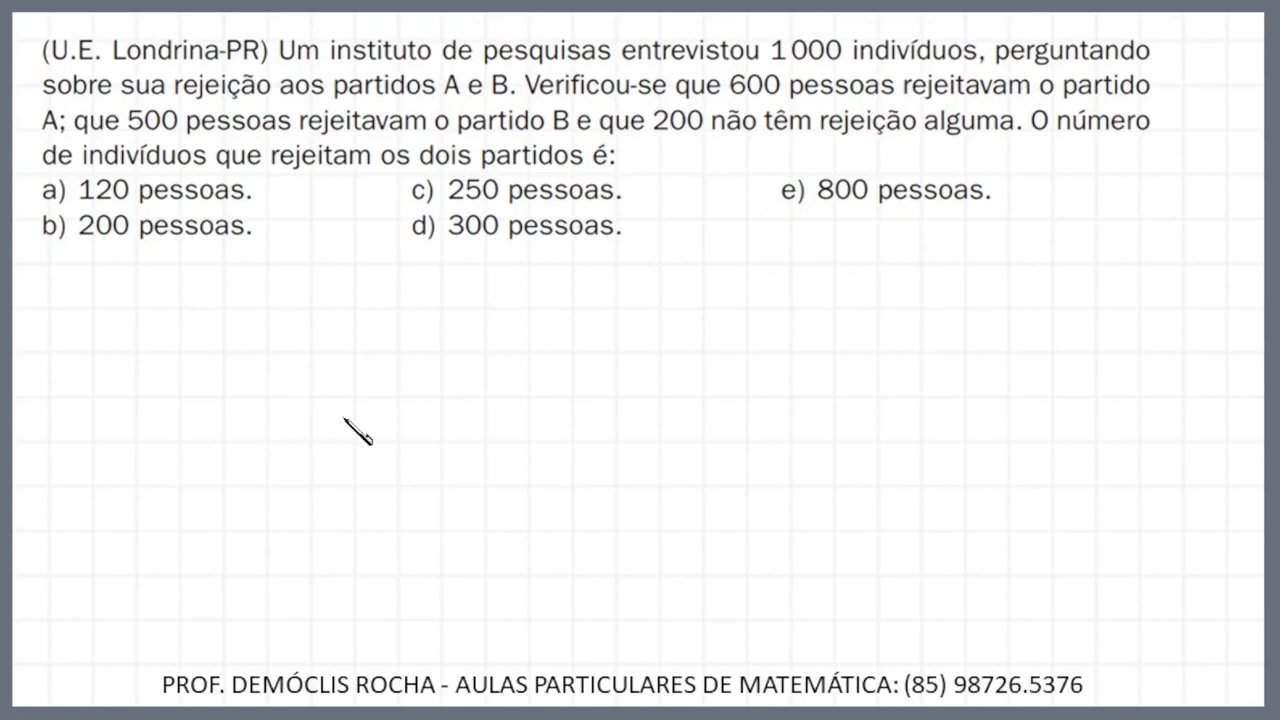 (U.E. Londrina-PR) Um instituto de pesquisas entrevistou 1000 indivíduos, perguntando
sobre sua rejeição aos partidos A e B. Verificou-se que 600 pessoas rejeitavam o partido
A; que 500 pessoas rejeitavam o partido B e que 200 não têm rejeição alguma. O número
de indivíduos que rejeitam os dois partidos é:
a) 120 pessoas. c) 250 pessoas. e) 800 pessoas.
b) 200 pessoas. d) 300 pessoas.
PROF. DEMÓCLIS ROCHA - AULAS PARTICULARES DE MATEMÁTICA: (85) 98726.5376